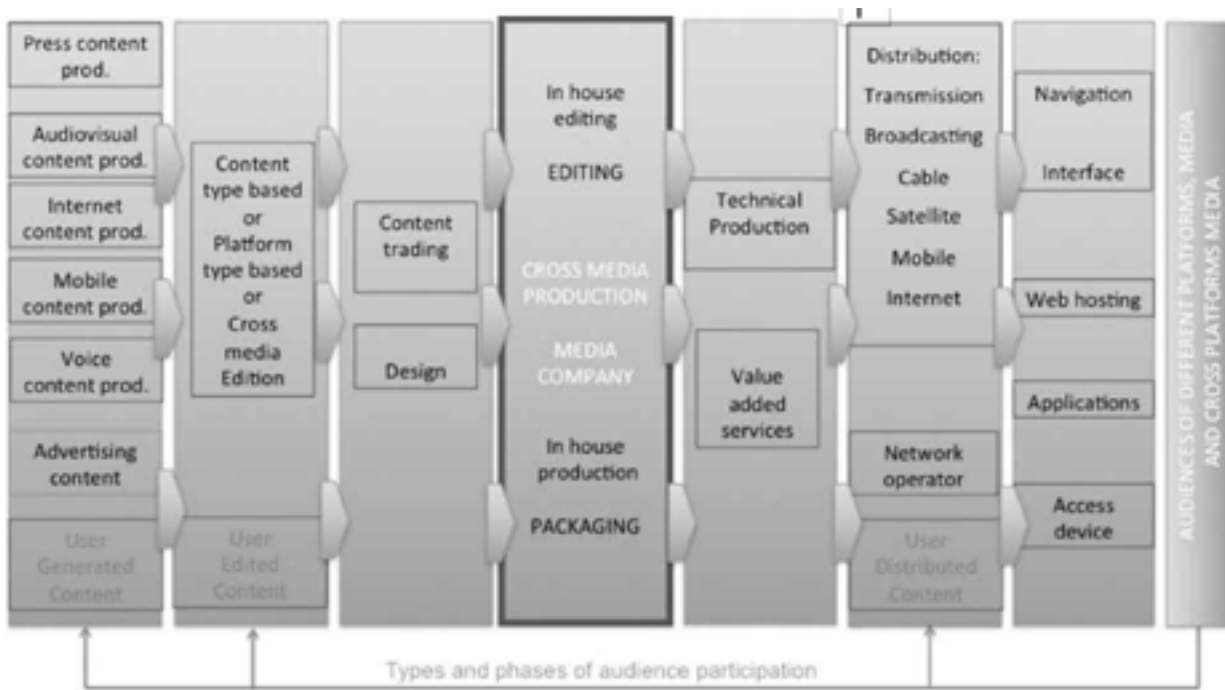 Press content
prod.
Audiovisual
content prod.
Internet
content prod.
Mobile
content prod.
Voice
content prod.
Advertising
content
User
Generated
Content
Content
type based
or
Platform
type based
or
Cross
media
Edition
User
Edited
Content
Content
trading
Design
In house
editing
EDITING
CROSS MEDIA
PRODUCTION
MEDIA
COMPANY
In house
production
PACKAGING
Technical
Production
Value
added
services
Distribution:
Transmission
Broadcasting
Cable
Satellite
Mobile
Internet
Network
operator
User
Distributed
Content
Navigation
Interface
Web hosting
Applications
Access
device
AUDIENCES OF DIFFERENT PLATFORMS, MEDIA
AND CROSS PLATFORMS MEDIA
Types and phases of audience participation